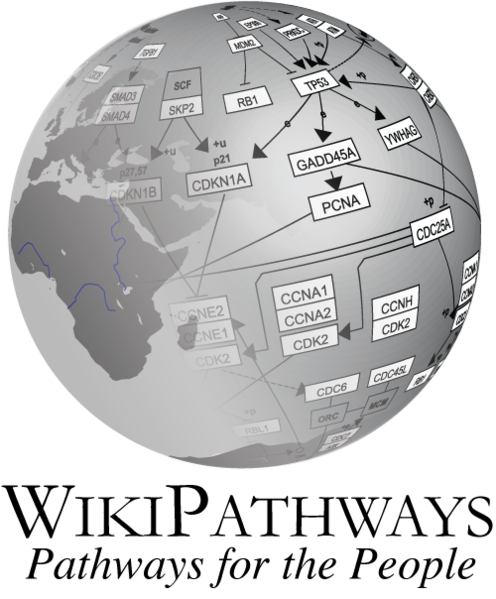 MDM2
TP53
+p
SCF
SKP2
RB1
SMAD3
SMAD4
e
e
e
YWHAG
+u
+u
p21
p27,57
GADD45A
CDKN1B
CDKN1A
PCNA
+p
CDC25A
CCNE2
CCNE1
CDK2
CCNA1
CCNA2
CDK2
CCNH
CDK2
CDC6
CDC45L
ORC
MCM
+p
RBL1
WIKIPATHWAYS
Pathways for the People